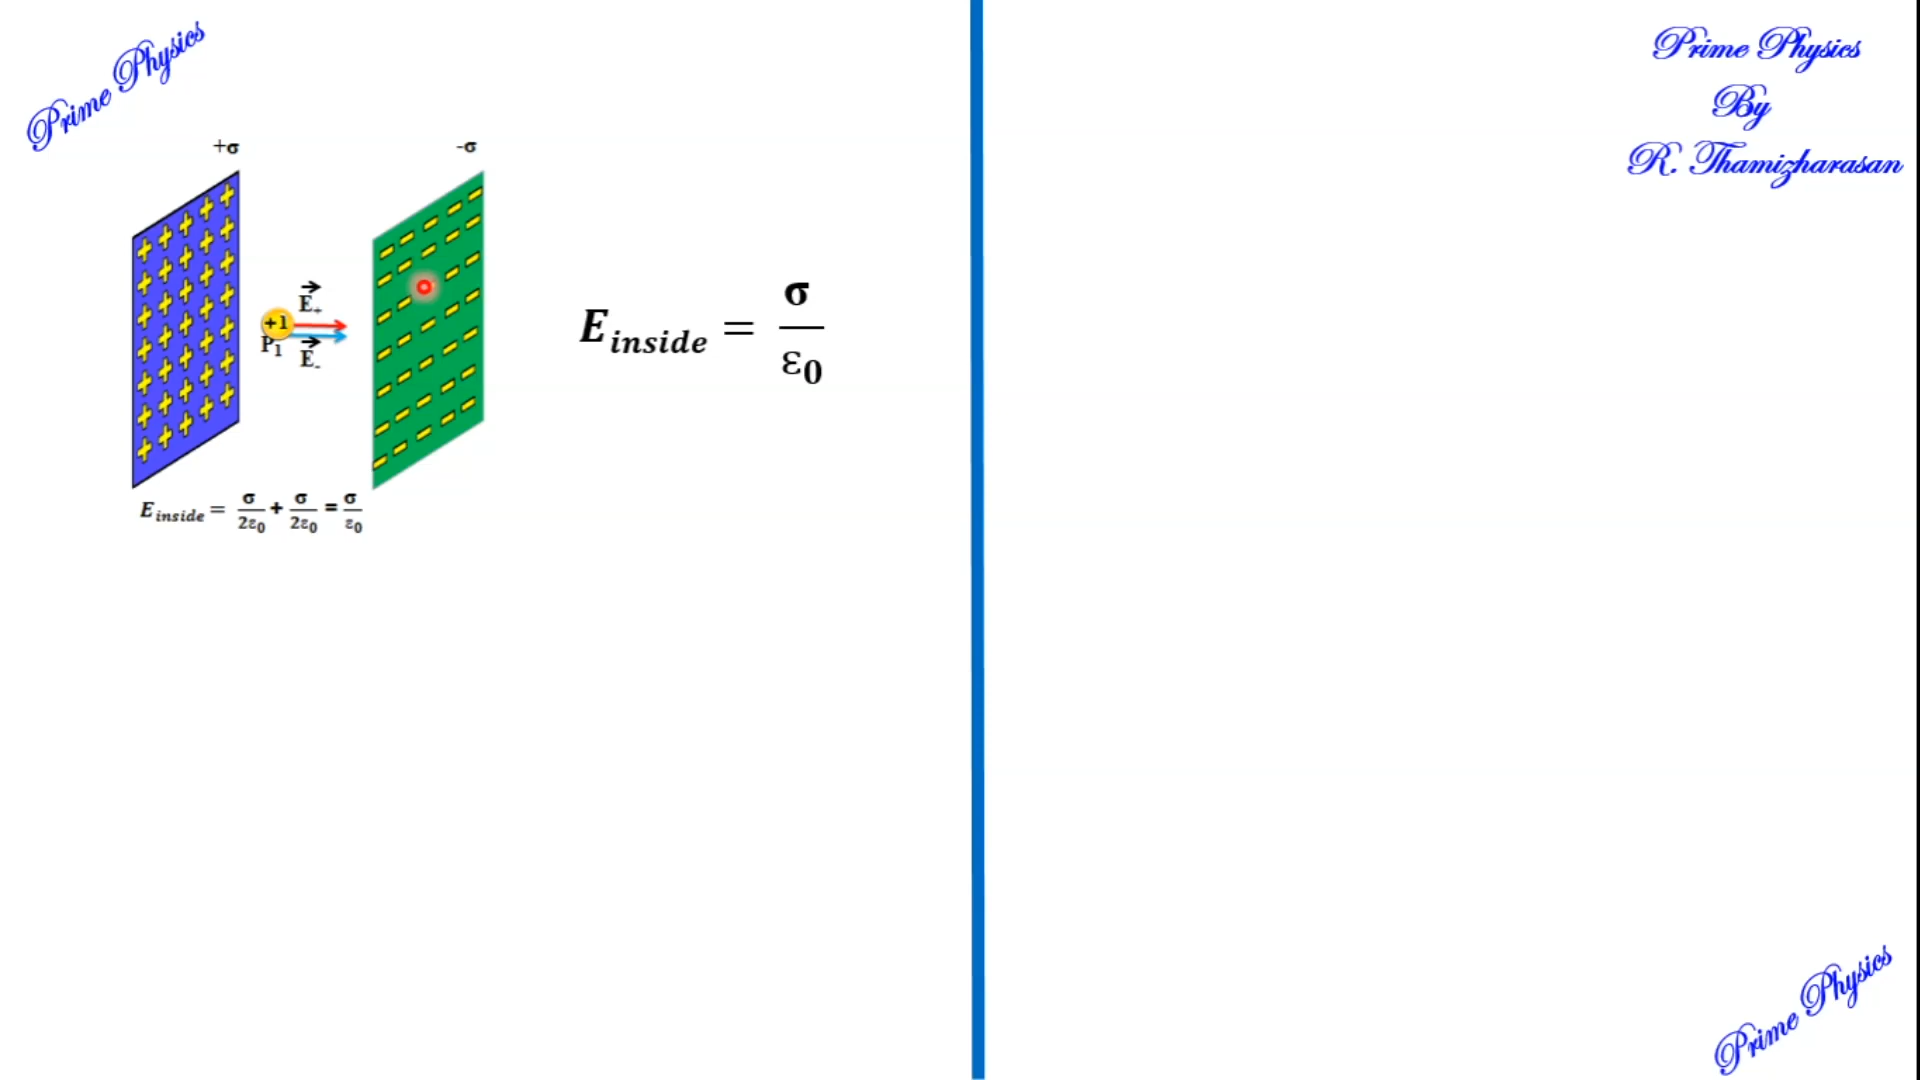 Prime Physics
Prime Physics
By
R. Thamizharasan
+σ
-σ
E₊
+1
P₁
E₋
E_inside = σ/ε₀
E_inside = σ/2ε₀ + σ/2ε₀ = σ/ε₀
Prime Physics